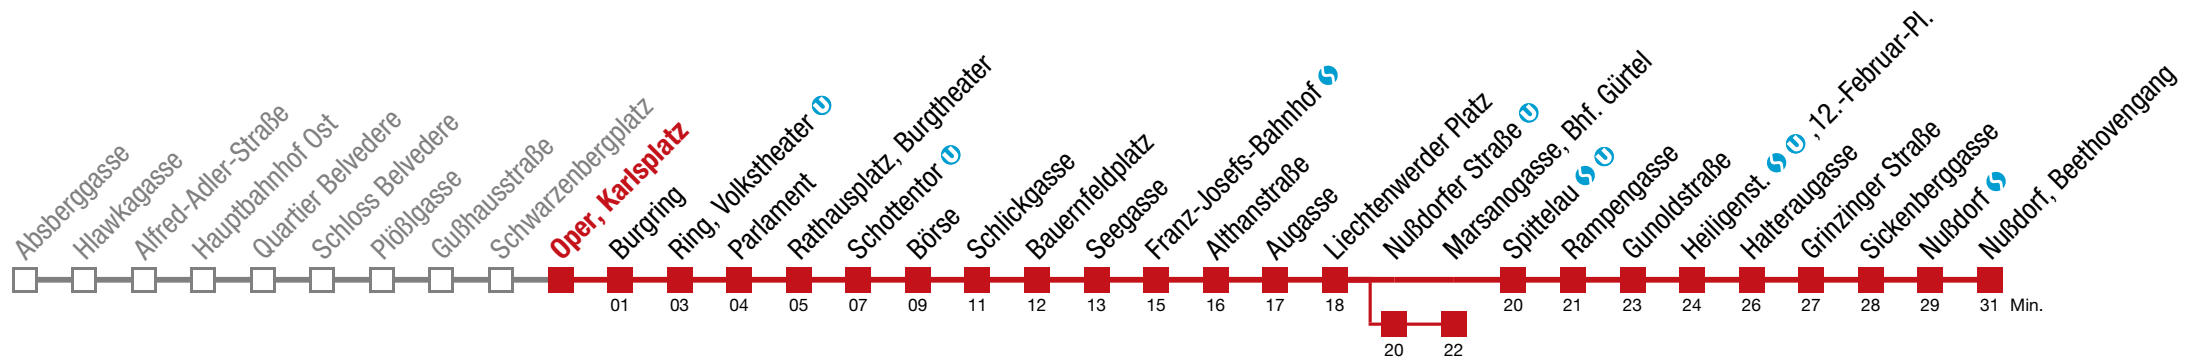 Absberggasse
Hlawkagasse
Alfred-Adler-Straße
Hauptbahnhof Ost
Quartier Belvedere
Schloss Belvedere
Plößlgasse
Gußhausstraße
Schwarzenbergplatz
Oper, Karlsplatz
Burgring
Ring, Volkstheater U
Parlament
Rathausplatz, Burgtheater
Schottentor U
Börse
Schlickgasse
Bauernfeldplatz
Seegasse
Franz-Josefs-Bahnhof S
Althanstraße
Augasse
Liechtenwerder Platz
Nußdorfer Straße U
Marsanogasse, Bhf. Gürtel
Spittelau S U
Rampengasse
Gunoldstraße
Heiligenst. S U ,12.-Februar-Pl.
Halteraugasse
Grinzinger Straße
Sickenberggasse
Nußdorf S
Nußdorf, Beethovengang
01 03 04 05 07 09 11 12 13 15 16 17 18 20 21 23 24 26 27 28 29 31 Min.
20 22